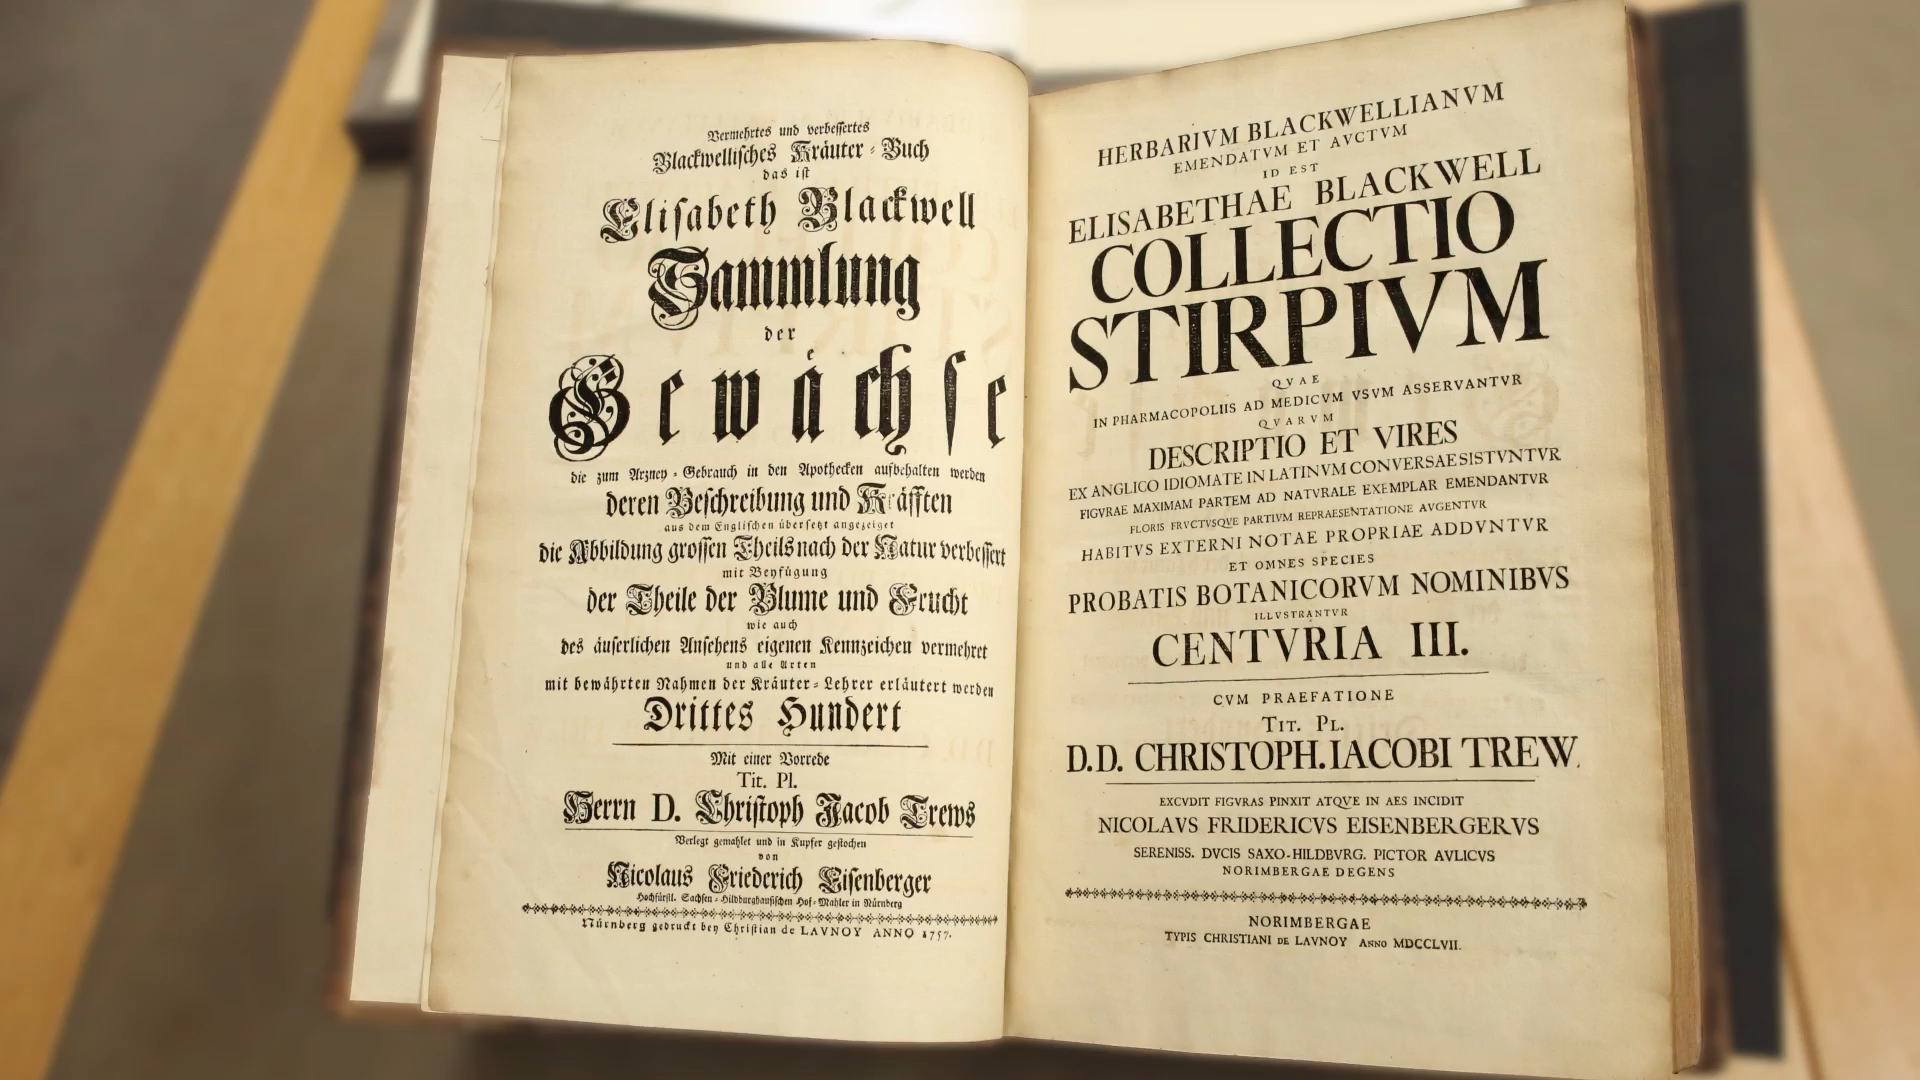 Vermehrtes und verbessertes
Blackwellisches Kräuter-Buch
das ist
Elisabeth Blackwell
Sammlung
der
Gewächse
die zum Arzney-Gebrauch in den Apothecken aufbehalten werden
deren Beschreibung und Kräfften
aus dem Englischen übersetzt angezeiget
die Abbildung grossen Theils nach der Natur verbessert
mit Beyfügung
der Theile der Blume und Frucht
wie auch
des äuserlichen Ansehens eigenen Kennzeichen vermehret
und alle Arten
mit bewährten Nahmen der Kräuter-Lehrer erläutert werden
Drittes Hundert
Mit einer Vorrede
Tit. Pl.
Herrn D. Christoph Jacob Trews
Verlegt gemahlet und in Kupfer gestochen
von
Nicolaus Friederich Eisenberger
Hochfürstl. Sachsen-Hildburghausischen Hof-Mahler in Nürnberg
Nürnberg gedruckt bey Christian de LAVNOY ANNO 1757.
HERBARIVM BLACKWELLIANVM
EMENDATVM ET AVCTVM
ID EST
ELISABETHAE BLACKWELL
COLLECTIO
STIRPIVM
QVAE
IN PHARMACOPOLIIS AD MEDICVM VSVM ASSERVANTVR
QVARVM
DESCRIPTIO ET VIRES
EX ANGLICO IDIOMATE IN LATINVM CONVERSAE SISTVNTVR
FIGVRAE MAXIMAM PARTEM AD NATVRALE EXEMPLAR EMENDANTVR
FLORIS FRVCTVSQVE PARTIVM REPRAESENTATIONE AVGENTVR
HABITVS EXTERNI NOTAE PROPRIAE ADDVNTVR
ET OMNES SPECIES
PROBATIS BOTANICORVM NOMINIBVS
ILLVSTRANTVR
CENTVRIA III.
CVM PRAEFATIONE
TIT. PL.
D.D. CHRISTOPH. IACOBI TREW.
EXCVDIT FIGVRAS PINXIT ATQVE IN AES INCIDIT
NICOLAVS FRIDERICVS EISENBERGERVS
SERENISS. DVCIS SAXO-HILDBVRG. PICTOR AVLICVS
NORIMBERGAE DEGENS
NORIMBERGAE
TYPIS CHRISTIANI DE LAVNOY ANNO MDCCLVII.